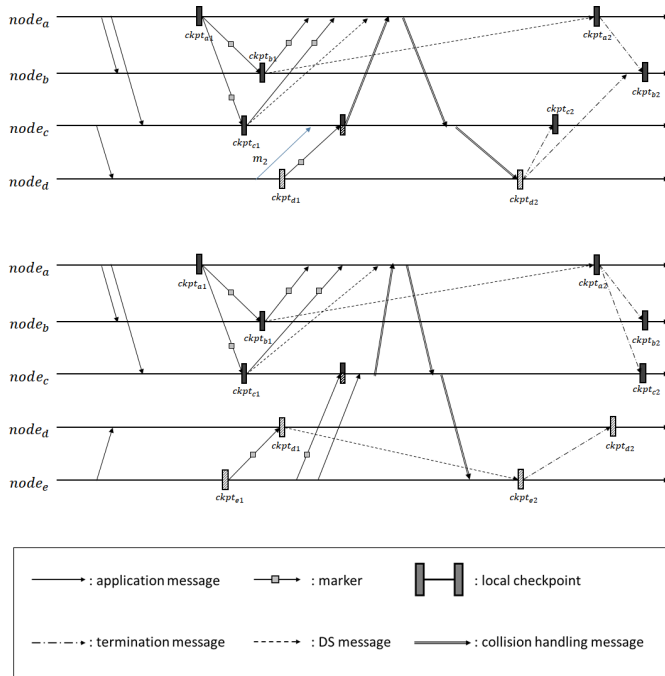 node_a
ckpt_a1
ckpt_b1
ckpt_a2
node_b
ckpt_b2
ckpt_c2
node_c
ckpt_c1
m_2
node_d
ckpt_d1
ckpt_d2
node_a
ckpt_a1
ckpt_a2
node_b
ckpt_b1
ckpt_b2
node_c
ckpt_c1
ckpt_c2
node_d
ckpt_d1
ckpt_d2
node_e
ckpt_e1
ckpt_e2
: application message
: marker
: local checkpoint
: termination message
: DS message
: collision handling message